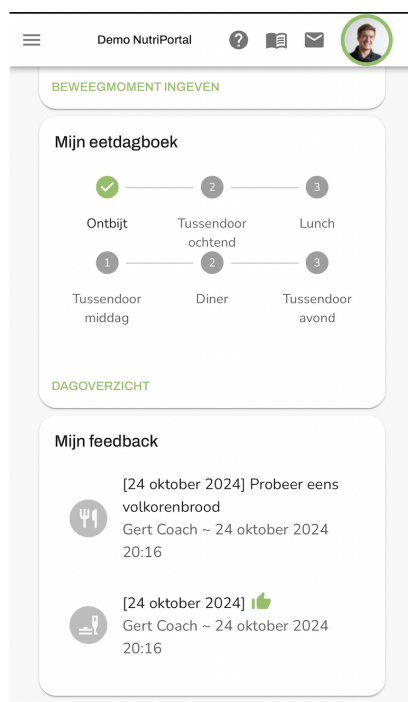 Demo NutriPortal
BEWEEGMOMENT INGEVEN
Mijn eetdagboek
2
3
Ontbijt
Tussendoor
ochtend
Lunch
1
2
3
Tussendoor
middag
Diner
Tussendoor
avond
DAGOVERZICHT
Mijn feedback
[24 oktober 2024] Probeer eens
volkorenbrood
Gert Coach ~ 24 oktober 2024
20:16
[24 oktober 2024]
Gert Coach ~ 24 oktober 2024
20:16